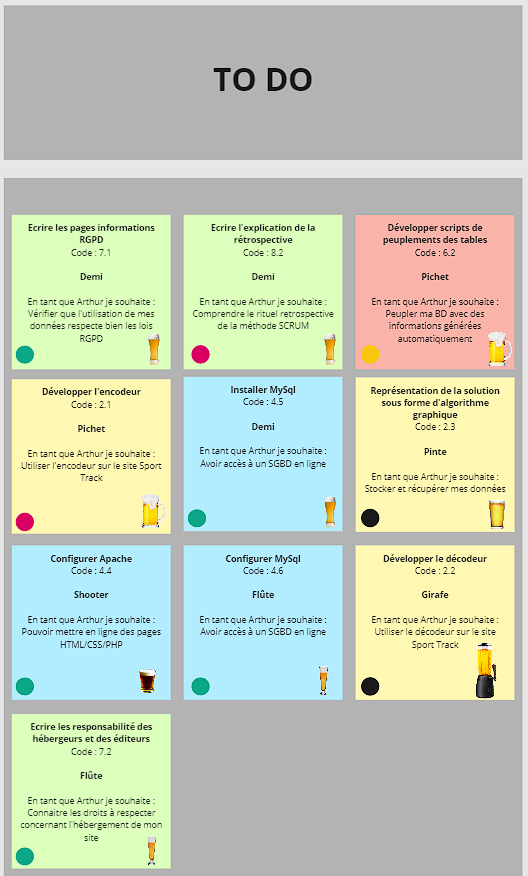 TO DO
Ecrire les pages informations
RGPD
Code : 7.1
Demi
En tant que Arthur je souhaite :
Vérifier que l'utilisation de mes
données respecte bien les lois
RGPD
Ecrire l'explication de la
rétrospective
Code : 8.2
Demi
En tant que Arthur je souhaite :
Comprendre le rituel retrospective
de la méthode SCRUM
Développer scripts de
peuplements des tables
Code : 6.2
Pichet
En tant que Arthur je souhaite :
Peupler ma BD avec des
informations générées
automatiquement
Développer l'encodeur
Code : 2.1
Pichet
En tant que Arthur je souhaite :
Utiliser l'encodeur sur le site Sport
Track
Installer MySql
Code : 4.5
Demi
En tant que Arthur je souhaite :
Avoir accès à un SGBD en ligne
Représentation de la solution
sous forme d'algorithme
graphique
Code : 2.3
Pinte
En tant que Arthur je souhaite :
Stocker et récupérer mes données
Configurer Apache
Code : 4.4
Shooter
En tant que Arthur je souhaite :
Pouvoir mettre en ligne des pages
HTML/CSS/PHP
Configurer MySql
Code : 4.6
Flûte
En tant que Arthur je souhaite :
Avoir accès à un SGBD en ligne
Développer le décodeur
Code : 2.2
Girafe
En tant que Arthur je souhaite :
Utiliser le décodeur sur le site
Sport Track
Ecrire les responsabilité des
hébergeurs et des éditeurs
Code : 7.2
Flûte
En tant que Arthur je souhaite :
Connaitre les droits à respecter
concernant l'hébergement de mon
site